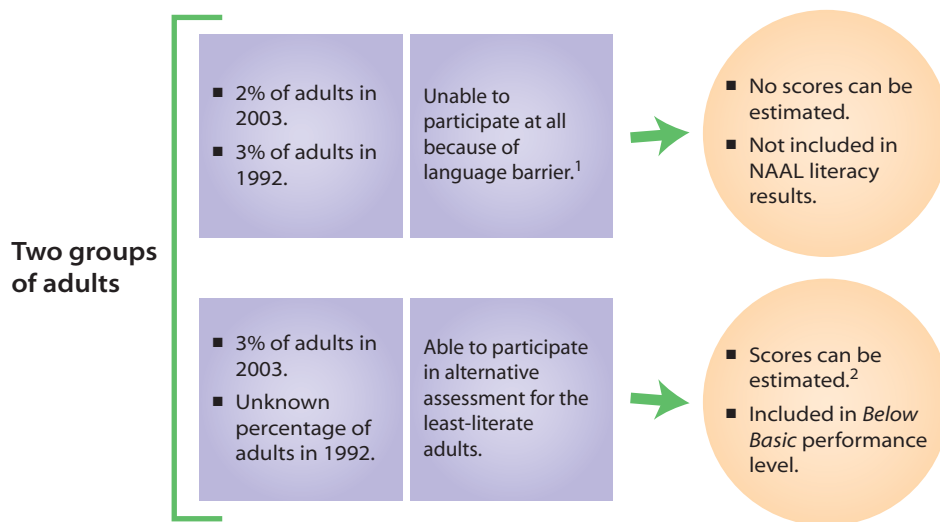 Two groups
of adults
■ 2% of adults in
2003.
■ 3% of adults in
1992.
Unable to
participate at all
because of
language barrier.¹
■ No scores can be
estimated.
■ Not included in
NAAL literacy
results.
■ 3% of adults in
2003.
■ Unknown
percentage of
adults in 1992.
Able to participate
in alternative
assessment for the
least-literate
adults.
■ Scores can be
estimated.²
■ Included in Below
Basic performance
level.